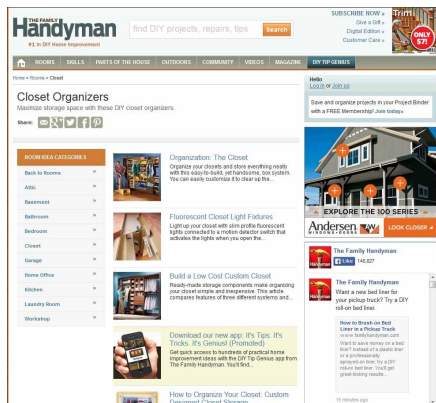 THE FAMILY
Handyman
#1 in DIY Home Improvement
find DIY projects, repairs, tips
Search
SUBSCRIBE NOW »
Give a Gift »
Digital Edition »
Customer Care »
Trim
ONLY
$7!
ROOMS SKILLS PARTS OF THE HOUSE OUTDOORS COMMUNITY VIDEOS MAGAZINE DIY TIP GENIUS
Home » Rooms » Closet
Closet Organizers
Maximize storage space with these DIY closet organizers.
Share:
Hello
Log in or Join us
Save and organize projects in your Project Binder
with a FREE Membership! Join today»
ROOM IDEA CATEGORIES
Back to Rooms »
Attic »
Basement »
Bathroom »
Bedroom »
Closet »
Garage »
Home Office »
Kitchen »
Laundry Room »
Workshop »
Organization: The Closet
Organize your closets and store everything neatly
with this easy-to-build, yet handsome, box system.
You can easily customize it to clear up the...
Fluorescent Closet Light Fixtures
Light up your closet with slim profile fluorescent
lights connected to a motion detector switch that
activates the lights when you open the...
Build a Low Cost Custom Closet
Ready-made storage components make organizing
your closet simple and inexpensive. This article
compares features of three different systems and...
Download our new app: It's Tips. It's
Tricks. It's Genius! (Promoted)
Get quick access to hundreds of practical home
improvement ideas with the DIY Tip Genius app from
The Family Handyman. You'll find...
How to Organize Your Closet: Custom
Designed Closet Storage
EXPLORE THE 100 SERIES
Andersen
WINDOWS • DOORS
LOOK CLOSER
The Family Handyman
Like
The Family Handyman
Want a new bed liner for
your pickup truck? Try a DIY
roll-on bed liner.
How to Brush on Bed
Liner in a Pickup Truck
www.familyhandyman.com
Want to save money on a bed
liner? Instead of a plastic liner
or a professionally
sprayed-on liner, try a DIY
roll-on bed liner. You'll get
great-looking results...
16 minutes ago